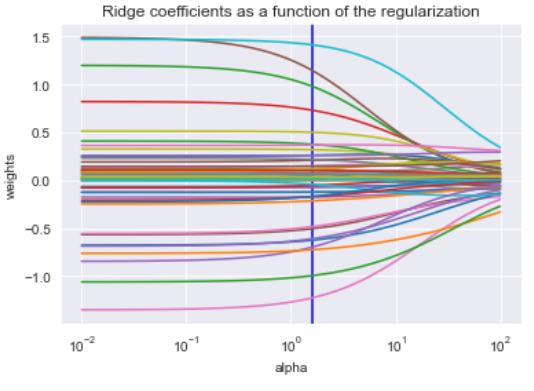 Ridge coefficients as a function of the regularization
weights
1.5
1.0
0.5
0.0
−0.5
−1.0
10⁻² 10⁻¹ 10⁰ 10¹ 10²
alpha